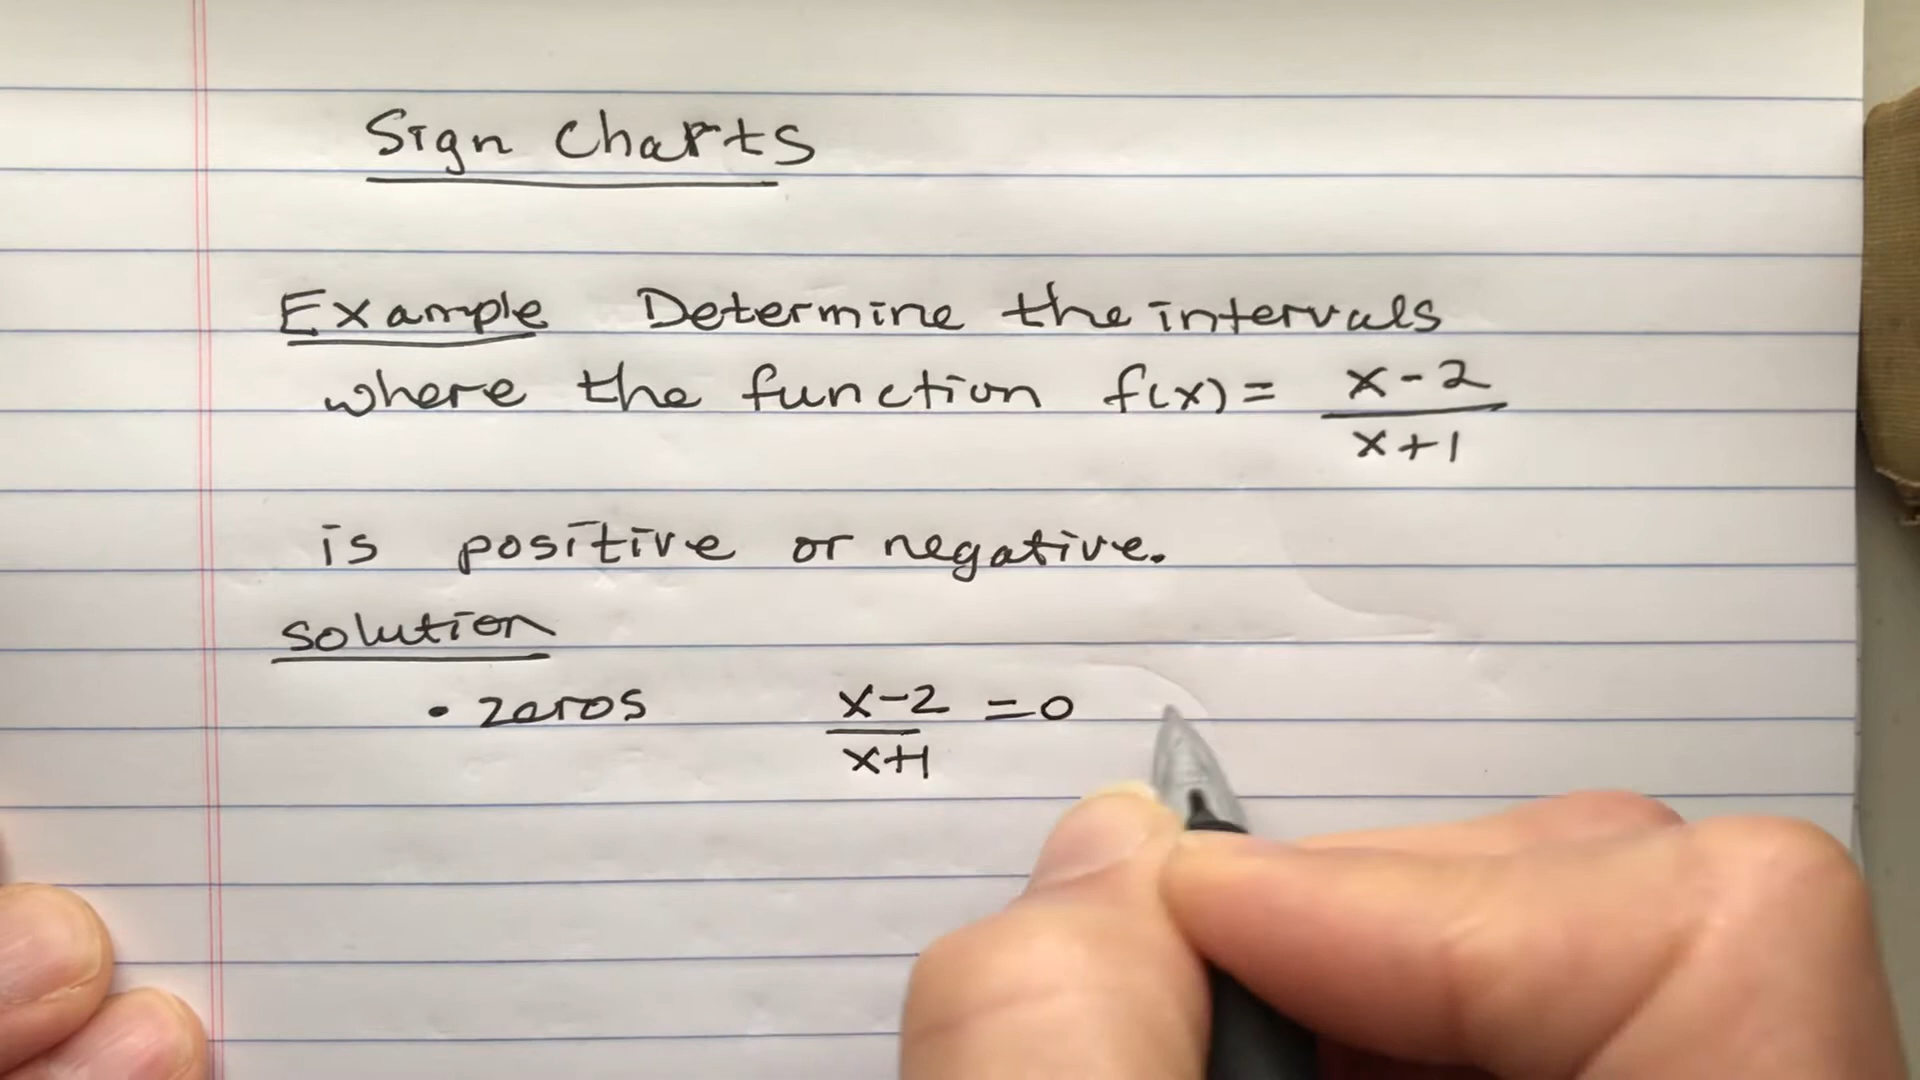 Sign Charts
Example Determine the intervals
where the function f(x) = x-2
x+1
is positive or negative.
solution
• zeros x-2 =0
x+1